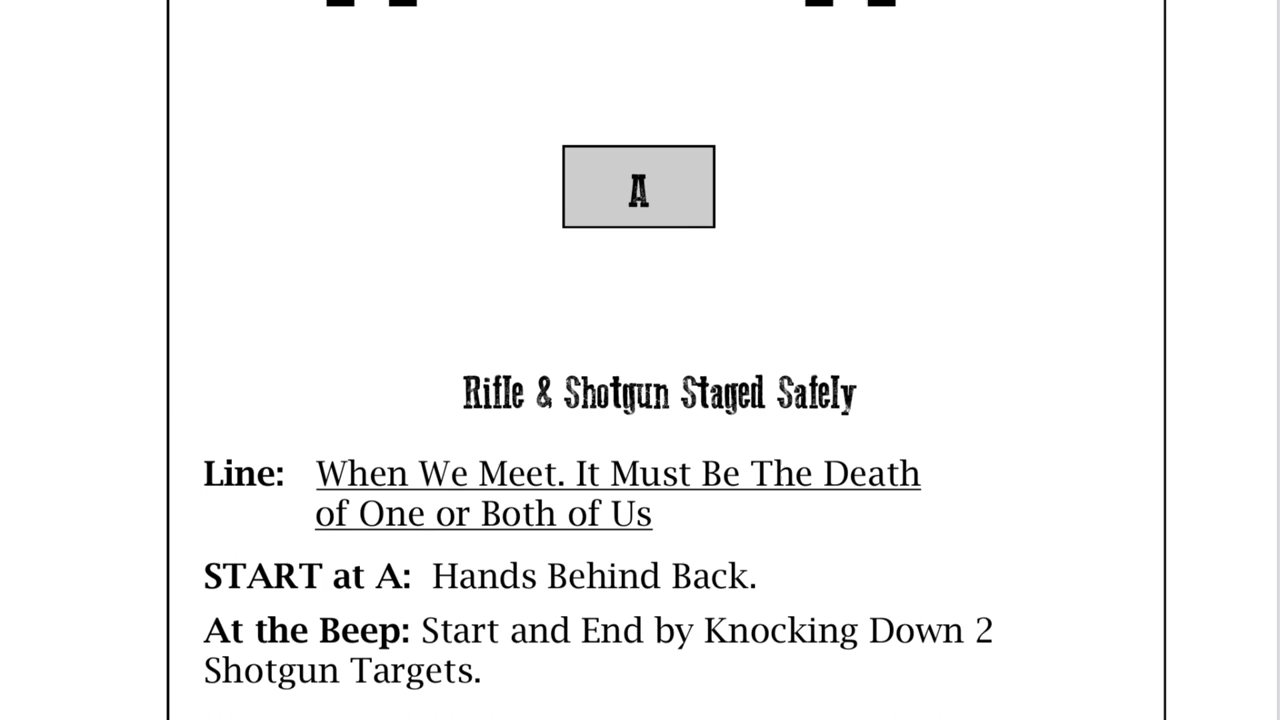 A
Rifle & Shotgun Staged Safely
Line: When We Meet. It Must Be The Death
of One or Both of Us
START at A: Hands Behind Back.
At the Beep: Start and End by Knocking Down 2
Shotgun Targets.